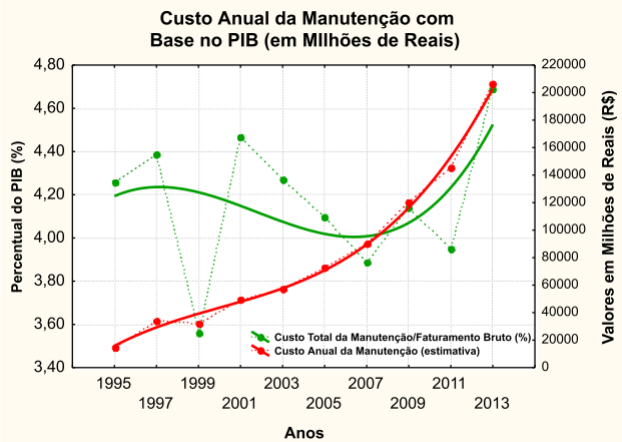 Custo Anual da Manutenção com
Base no PIB (em MIlhões de Reais)
Percentual do PIB (%)
4,80
4,60
4,40
4,20
4,00
3,80
3,60
3,40
220000
200000
180000
160000
140000
120000
100000
80000
60000
40000
20000
0
Valores em Milhões de Reais (R$)
Custo Total da Manutenção/Faturamento Bruto (%)
Custo Anual da Manutenção (estimativa)
1995 1999 2003 2007 2011
1997 2001 2005 2009 2013
Anos